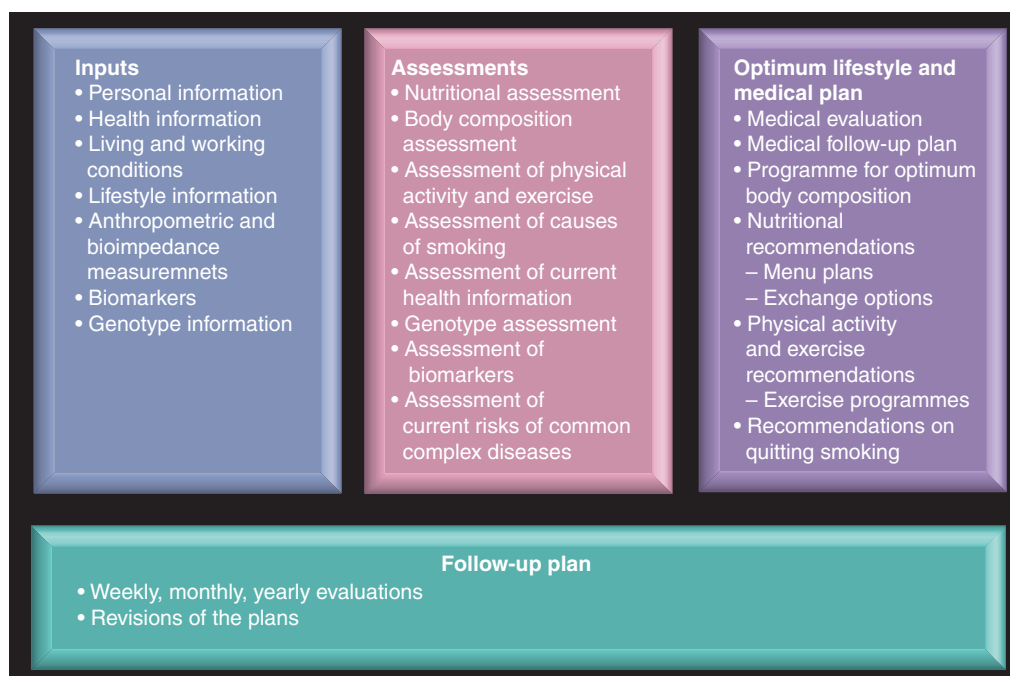 Inputs
• Personal information
• Health information
• Living and working
conditions
• Lifestyle information
• Anthropometric and
bioimpedance
measuremnets
• Biomarkers
• Genotype information
Assessments
• Nutritional assessment
• Body composition
assessment
• Assessment of physical
activity and exercise
• Assessment of causes
of smoking
• Assessment of current
health information
• Genotype assessment
• Assessment of
biomarkers
• Assessment of
current risks of common
complex diseases
Optimum lifestyle and
medical plan
• Medical evaluation
• Medical follow-up plan
• Programme for optimum
body composition
• Nutritional
recommendations
– Menu plans
– Exchange options
• Physical activity
and exercise
recommendations
– Exercise programmes
• Recommendations on
quitting smoking
Follow-up plan
• Weekly, monthly, yearly evaluations
• Revisions of the plans